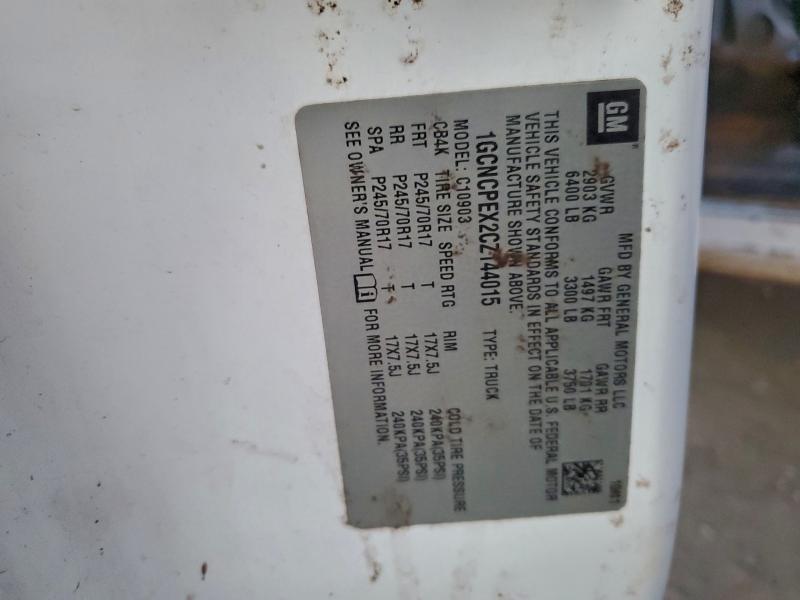 GM
MFD BY GENERAL MOTORS LLC
GVWR GAWR FRT GAWR RR
2903 KG 1497 KG 1701 KG
6400 LB 3300 LB 3750 LB
THIS VEHICLE CONFORMS TO ALL APPLICABLE U.S. FEDERAL MOTOR
VEHICLE SAFETY STANDARDS IN EFFECT ON THE DATE OF
MANUFACTURE SHOWN ABOVE.
1GCNCPEX2CZ144015 TYPE: TRUCK
MODEL: C10903
CB4K TIRE SIZE SPEED RTG RIM COLD TIRE PRESSURE
FRT P245/70R17 T 17X7.5J 240KPA(35PSI)
RR P245/70R17 T 17X7.5J 240KPA(35PSI)
SPA P245/70R17 T 17X7.5J 240KPA(35PSI)
SEE OWNER'S MANUAL FOR MORE INFORMATION.